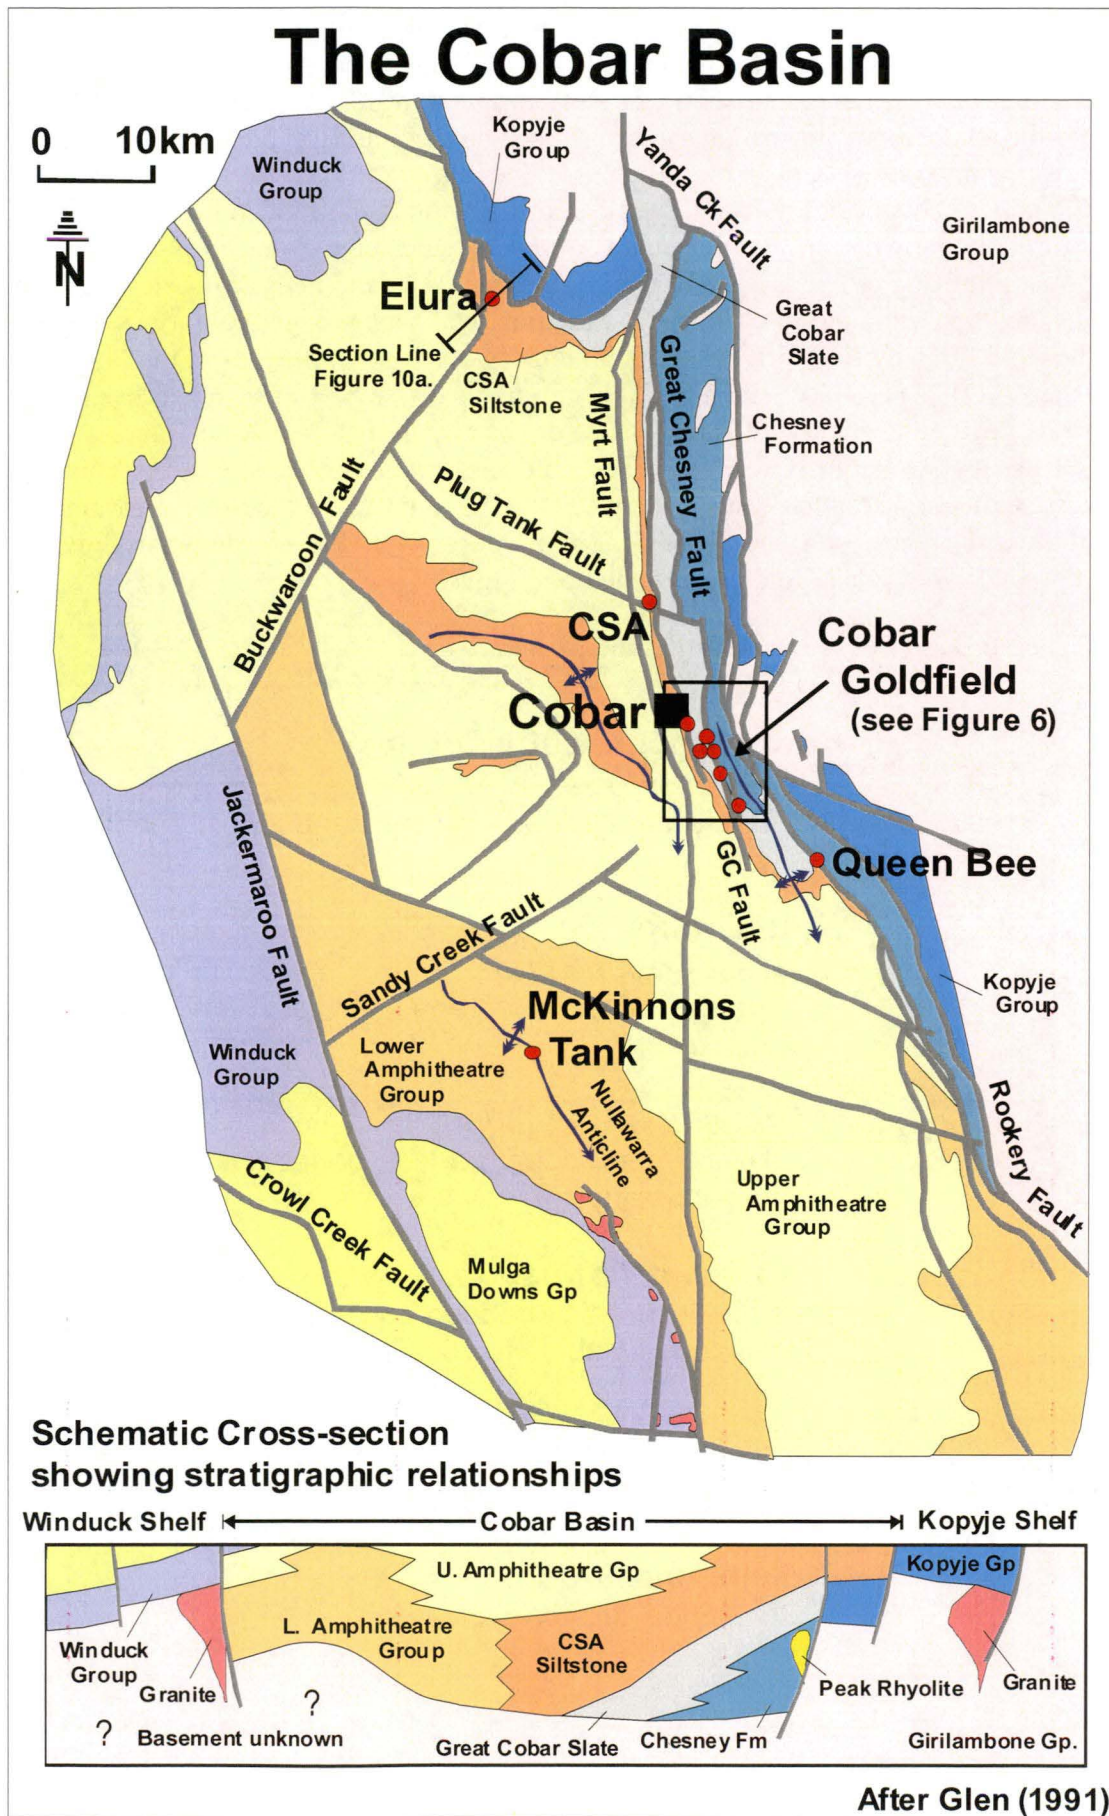 The Cobar Basin
0 10km
N
Winduck
Group
Kopyje
Group
Yanda Ck Fault
Girilambone
Group
Elura
Great
Cobar
Slate
Section Line
Figure 10a.
CSA
Siltstone
Myrt Fault
Great Chesney Fault
Chesney
Formation
Buckwaroon Fault
Plug Tank Fault
CSA
Cobar
Cobar
Goldfield
(see Figure 6)
Jackermaroo Fault
GC Fault
Queen Bee
Sandy Creek Fault
Kopyje
Group
McKinnons
Tank
Winduck
Group
Lower
Amphitheatre
Group
Nullawarra
Anticline
Rookery Fault
Crowl Creek Fault
Upper
Amphitheatre
Group
Mulga
Downs Gp
Schematic Cross-section
showing stratigraphic relationships
Winduck Shelf Cobar Basin Kopyje Shelf
U. Amphitheatre Gp
Kopyje Gp
L. Amphitheatre
Group
CSA
Siltstone
Winduck
Group
Granite
?
? Basement unknown
Great Cobar Slate
Chesney Fm
Peak Rhyolite
Granite
Girilambone Gp.
After Glen (1991)